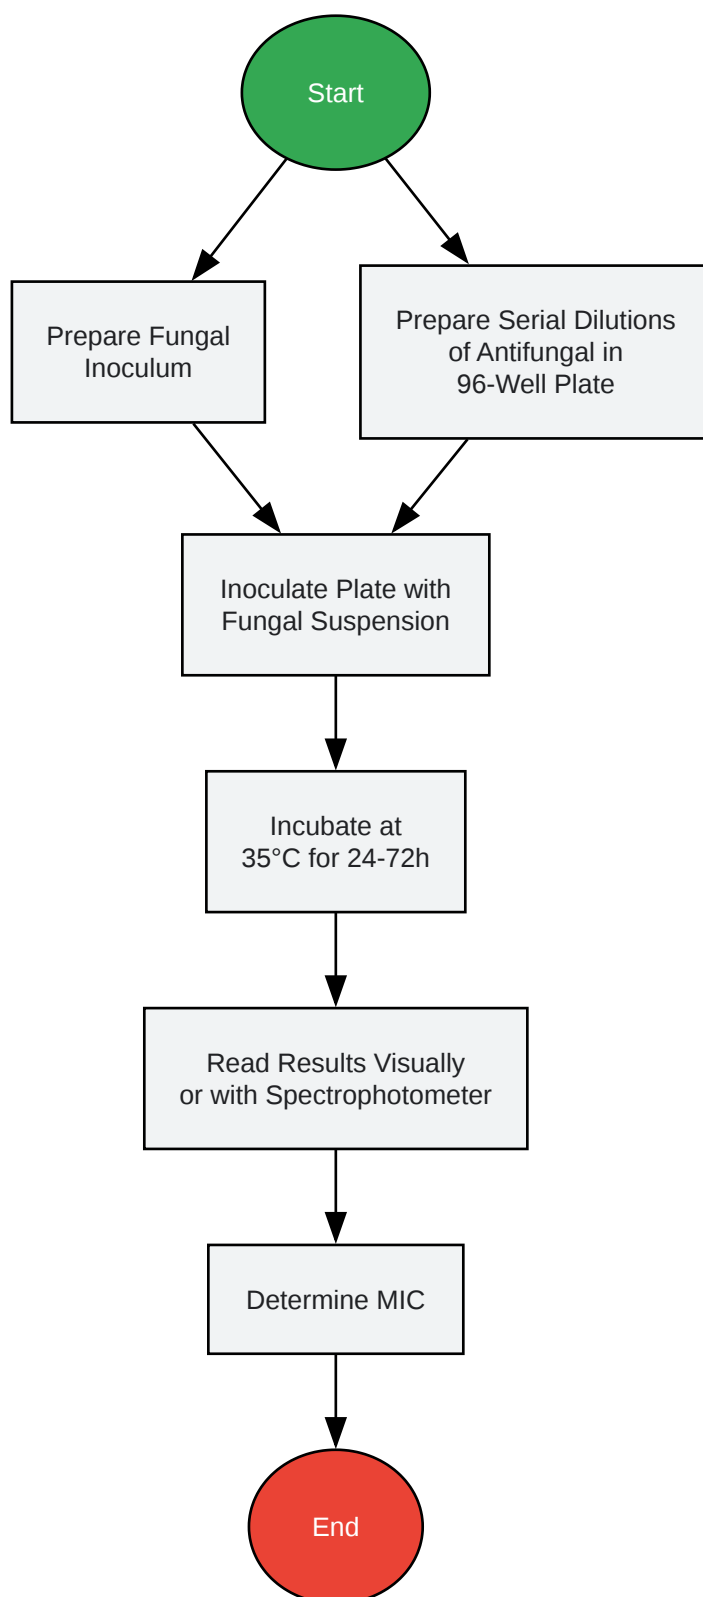 Start
Prepare Fungal
Inoculum
Prepare Serial Dilutions
of Antifungal in
96-Well Plate
Inoculate Plate with
Fungal Suspension
Incubate at
35°C for 24-72h
Read Results Visually
or with Spectrophotometer
Determine MIC
End